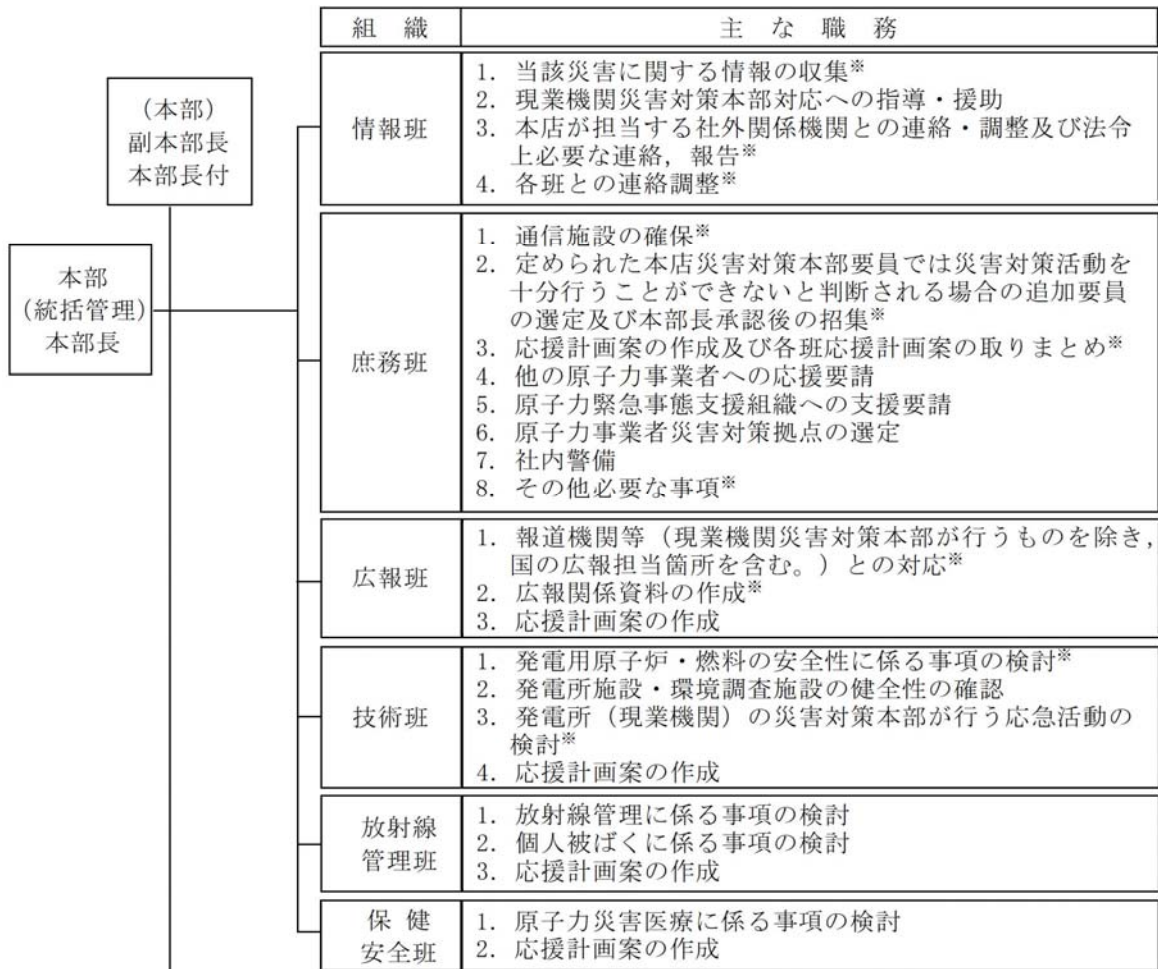 組織 主な職務
(本部)
副本部長
本部長付
本部
(統括管理)
本部長
情報班
1. 当該災害に関する情報の収集※
2. 現業機関災害対策本部対応への指導・援助
3. 本店が担当する社外関係機関との連絡・調整及び法令
上必要な連絡，報告※
4. 各班との連絡調整※
庶務班
1. 通信施設の確保※
2. 定められた本店災害対策本部要員では災害対策活動を
十分行うことができないと判断される場合の追加要員
の選定及び本部長承認後の招集※
3. 応援計画案の作成及び各班応援計画案の取りまとめ※
4. 他の原子力事業者への応援要請
5. 原子力緊急事態支援組織への支援要請
6. 原子力事業者災害対策拠点の選定
7. 社内警備
8. その他必要な事項※
広報班
1. 報道機関等（現業機関災害対策本部が行うものを除き，
国の広報担当箇所を含む。）との対応※
2. 広報関係資料の作成※
3. 応援計画案の作成
技術班
1. 発電用原子炉・燃料の安全性に係る事項の検討※
2. 発電所施設・環境調査施設の健全性の確認
3. 発電所（現業機関）の災害対策本部が行う応急活動の
検討※
4. 応援計画案の作成
放射線
管理班
1. 放射線管理に係る事項の検討
2. 個人被ばくに係る事項の検討
3. 応援計画案の作成
保健
安全班
1. 原子力災害医療に係る事項の検討
2. 応援計画案の作成